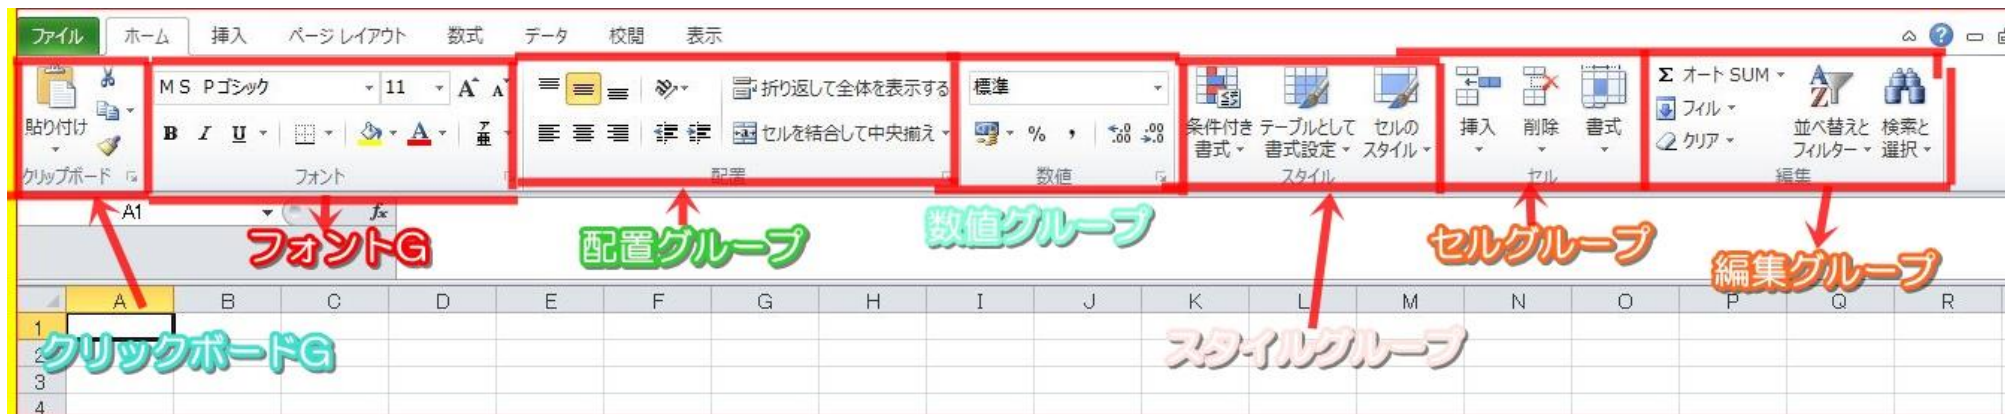 ファイル ホーム 挿入 ページ レイアウト 数式 データ 校閲 表示
MS Pゴシック 11 A A 折り返して全体を表示する 標準 Σ オート SUM
フィル
貼り付け B I U A ア亜 セルを結合して中央揃え % , .0 .00 .00 .0 条件付き書式 テーブルとして書式設定 セルのスタイル 挿入 削除 書式 クリア 並べ替えとフィルター 検索と選択
クリップボード フォント 配置 数値 スタイル セル 編集
A1 fx
フォントG 配置グループ 数値グループ セルグループ 編集グループ
A B C D E F G H I J K L M N O P Q R
1
2 クリックボードG スタイルグループ
3
4